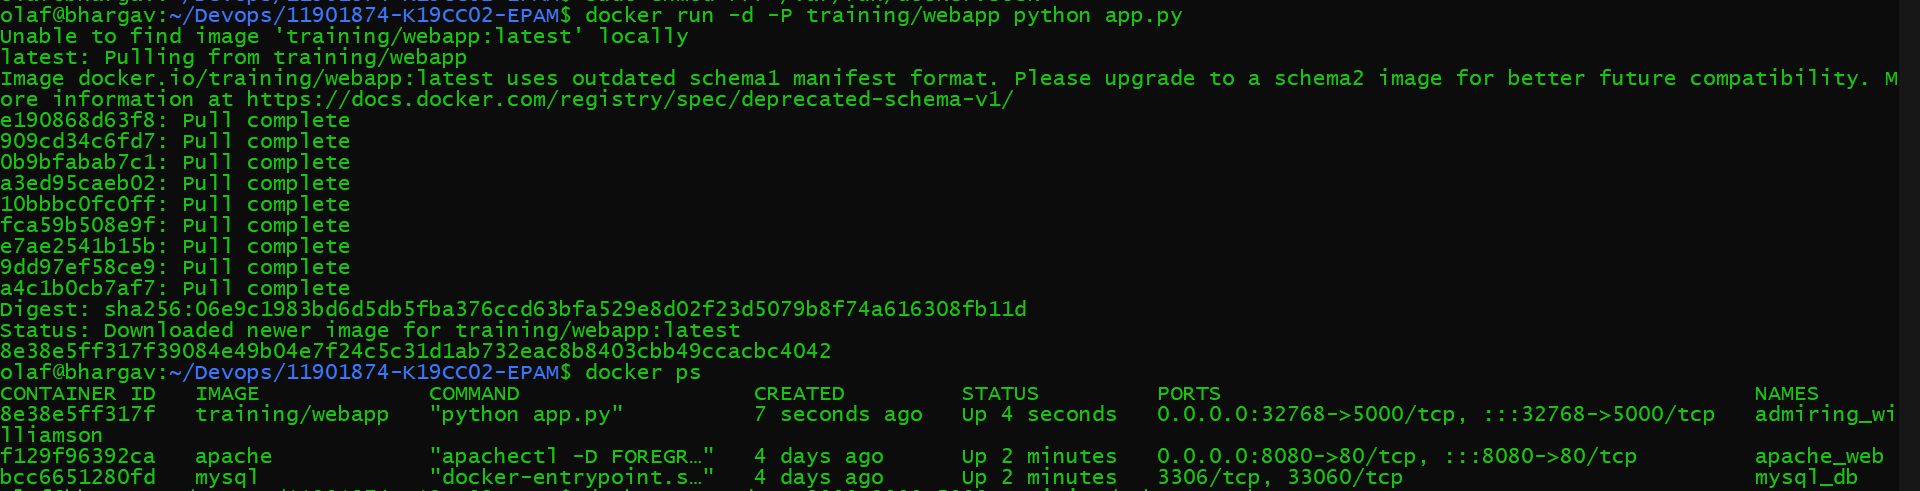 olaf@bhargav:~/Devops/11901874-K19CC02-EPAM$ docker run -d -P training/webapp python app.py
Unable to find image 'training/webapp:latest' locally
latest: Pulling from training/webapp
Image docker.io/training/webapp:latest uses outdated schema1 manifest format. Please upgrade to a schema2 image for better future compatibility. M
ore information at https://docs.docker.com/registry/spec/deprecated-schema-v1/
e190868d63f8: Pull complete
909cd34c6fd7: Pull complete
0b9bfabab7c1: Pull complete
a3ed95caeb02: Pull complete
10bbbc0fc0ff: Pull complete
fca59b508e9f: Pull complete
e7ae2541b15b: Pull complete
9dd97ef58ce9: Pull complete
a4c1b0cb7af7: Pull complete
Digest: sha256:06e9c1983bd6d5db5fba376ccd63bfa529e8d02f23d5079b8f74a616308fb11d
Status: Downloaded newer image for training/webapp:latest
8e38e5ff317f39084e49b04e7f24c5c31d1ab732eac8b8403cbb49ccacbc4042
olaf@bhargav:~/Devops/11901874-K19CC02-EPAM$ docker ps
CONTAINER ID   IMAGE             COMMAND                  CREATED         STATUS         PORTS                                         NAMES
8e38e5ff317f   training/webapp   "python app.py"          7 seconds ago   Up 4 seconds   0.0.0.0:32768->5000/tcp, :::32768->5000/tcp   admiring_wi
lliamson
f129f96392ca   apache            "apachectl -D FOREGR…"   4 days ago      Up 2 minutes   0.0.0.0:8080->80/tcp, :::8080->80/tcp         apache_web
bcc6651280fd   mysql             "docker-entrypoint.s…"   4 days ago      Up 2 minutes   3306/tcp, 33060/tcp                           mysql_db